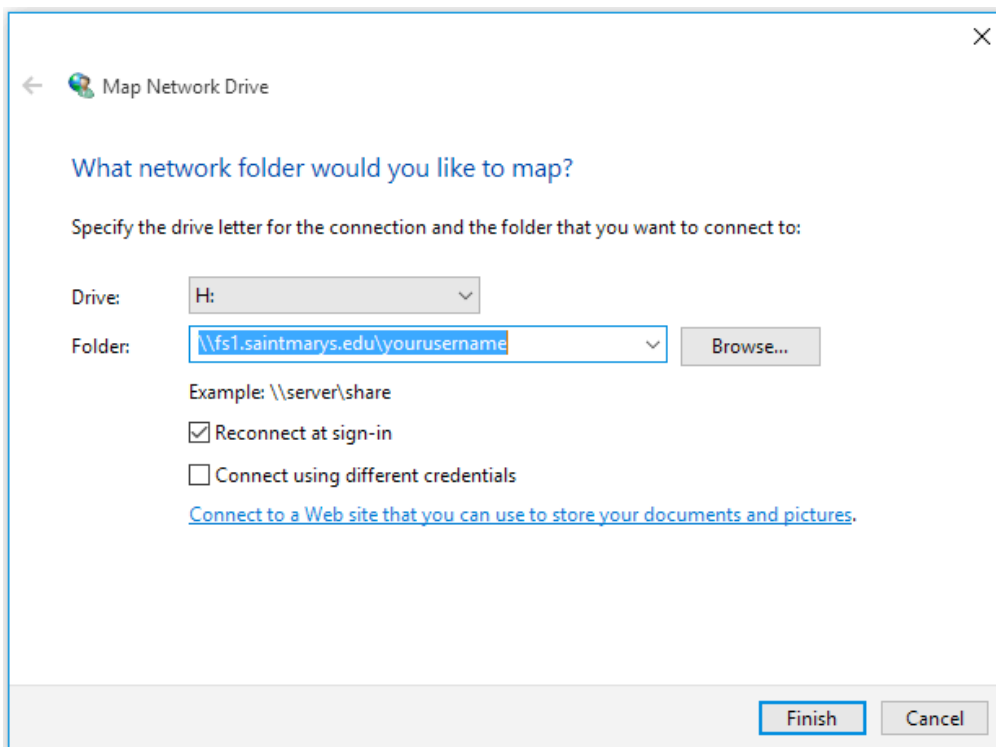 Map Network Drive
What network folder would you like to map?
Specify the drive letter for the connection and the folder that you want to connect to:
Drive: H:
Folder: \\fs1.saintmarys.edu\yourusername Browse...
Example: \\server\share
Reconnect at sign-in
Connect using different credentials
Connect to a Web site that you can use to store your documents and pictures.
Finish Cancel